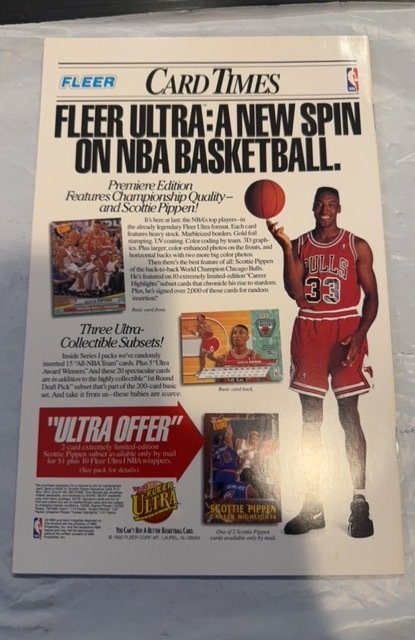 FLEER
CARD TIMES
FLEER ULTRA: A NEW SPIN
ON NBA BASKETBALL.
Premiere Edition
Features Championship Quality—
and Scottie Pippen!
It's here at last: the NBA's top players–in
the already legendary Fleer Ultra format. Each card
features heavy stock. Marbleized borders. Gold foil
stamping. UV coating. Color coding by team. 3D graph-
ics. Plus larger, color-enhanced photos on the fronts, and
horizontal backs with two more big color photos.
Then there's the best feature of all: Scottie Pippen
of the back-to-back World Champion Chicago Bulls.
He's featured on 10 extremely limited-edition "Career
Highlights" subset cards that chronicle his rise to stardom.
Plus, he's signed over 2,000 of those cards for random
insertion.*
Basic card front.
BULLS
33
Three Ultra-
Collectible Subsets!
Inside Series I packs we've randomly
inserted 15 "All-NBA Team" cards. Plus 5 "Ultra
Award Winners." And these 20 spectacular cards
are in addition to the highly collectible "1st Round
Draft Pick" subset that's part of the 200-card basic
set. And take it from us–these babies are scarce.
Basic card back.
"ULTRA OFFER"
2-card extremely limited-edition
Scottie Pippen subset available only by mail
for $1 plus 10 Fleer Ultra I NBA wrappers.
(See pack for details)
FLEER
ULTRA
SCOTTIE PIPPEN
CAREER HIGHLIGHTS
YOU CAN'T BUY A BETTER BASKETBALL CARD.
© 1992 FLEER CORP. MT. LAUREL, NJ 08054
One of 2 Scottie Pippen
cards available only by mail.